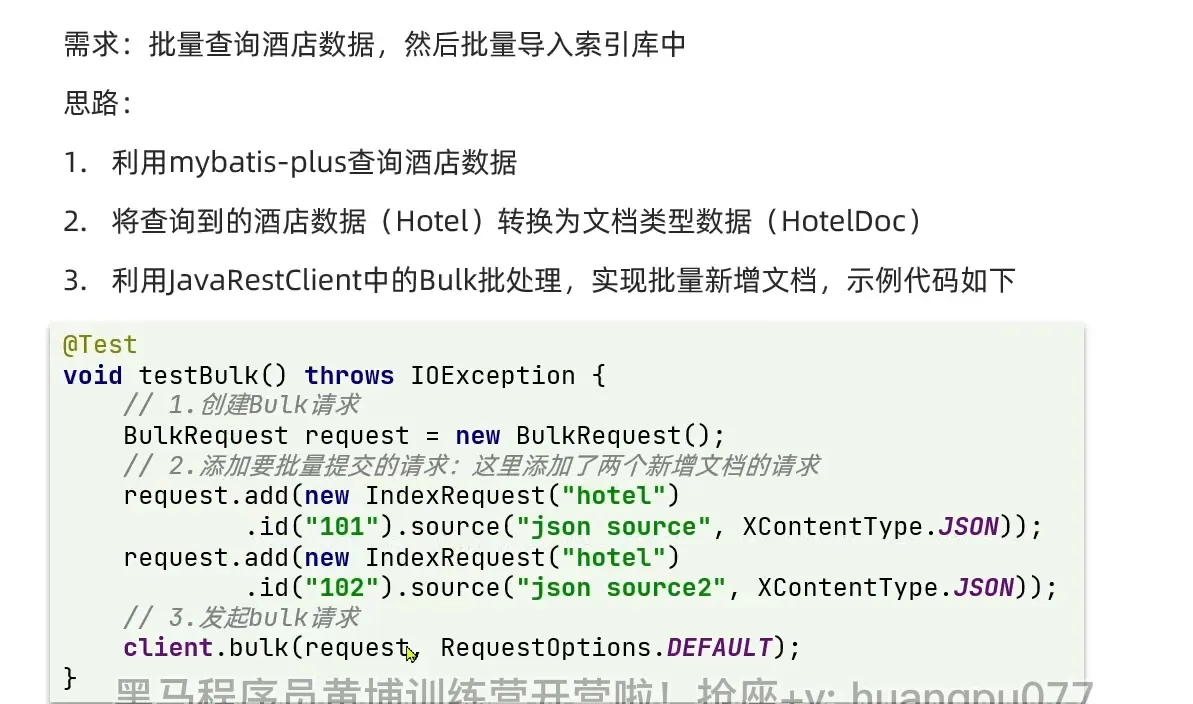 需求：批量查询酒店数据，然后批量导入索引库中
思路：
1. 利用mybatis-plus查询酒店数据
2. 将查询到的酒店数据（Hotel）转换为文档类型数据（HotelDoc）
3. 利用JavaRestClient中的Bulk批处理，实现批量新增文档，示例代码如下
@Test
void testBulk() throws IOException {
    // 1.创建Bulk请求
    BulkRequest request = new BulkRequest();
    // 2.添加要批量提交的请求：这里添加了两个新增文档的请求
    request.add(new IndexRequest("hotel")
            .id("101").source("json source", XContentType.JSON));
    request.add(new IndexRequest("hotel")
            .id("102").source("json source2", XContentType.JSON));
    // 3.发起bulk请求
    client.bulk(request, RequestOptions.DEFAULT);
}
黑马程序员黄埔训练营开营啦！抢座+v: huangpu077